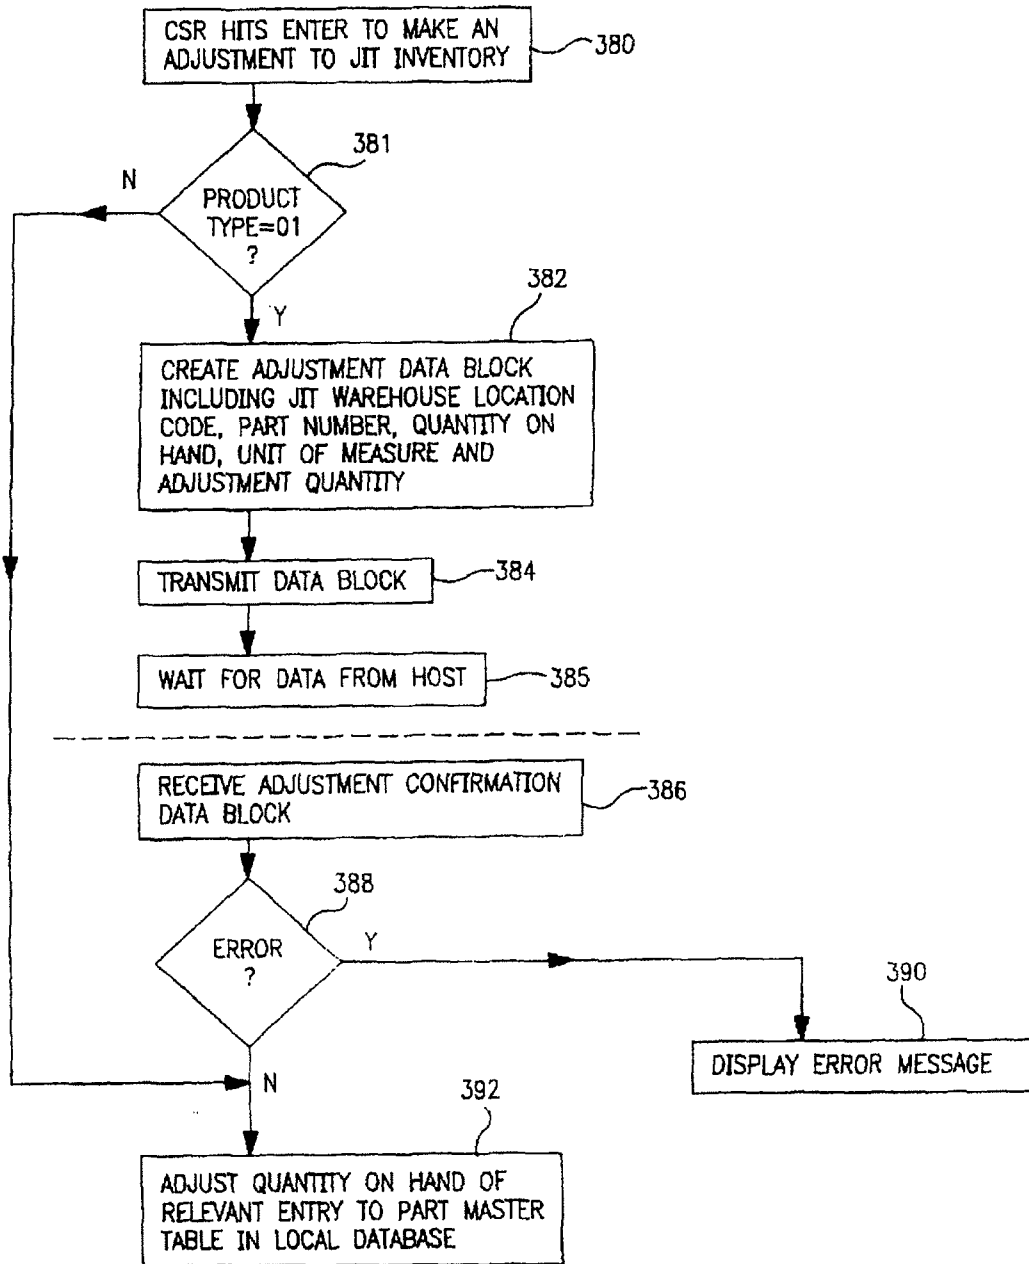 CSR HITS ENTER TO MAKE AN
ADJUSTMENT TO JIT INVENTORY
380
381
N
PRODUCT
TYPE=01
?
382
Y
CREATE ADJUSTMENT DATA BLOCK
INCLUDING JIT WAREHOUSE LOCATION
CODE, PART NUMBER, QUANTITY ON
HAND, UNIT OF MEASURE AND
ADJUSTMENT QUANTITY
TRANSMIT DATA BLOCK
384
WAIT FOR DATA FROM HOST
385
RECEIVE ADJUSTMENT CONFIRMATION
DATA BLOCK
386
388
ERROR
?
Y
390
DISPLAY ERROR MESSAGE
N
392
ADJUST QUANTITY ON HAND OF
RELEVANT ENTRY TO PART MASTER
TABLE IN LOCAL DATABASE